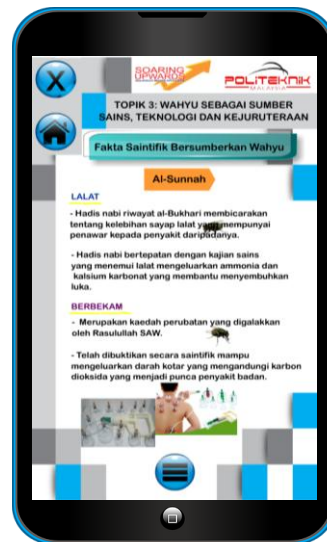 X
SOARING
UPWARDS
POLITEKNIK
MALAYSIA
TOPIK 3: WAHYU SEBAGAI SUMBER
SAINS, TEKNOLOGI DAN KEJURUTERAAN
Fakta Saintifik Bersumberkan Wahyu
Al-Sunnah
LALAT
- Hadis nabi riwayat al-Bukhari membicarakan
tentang kelebihan sayap lalat yang mempunyai
penawar kepada penyakit daripadanya.
- Hadis nabi bertepatan dengan kajian sains
yang menemui lalat mengeluarkan ammonia dan
kalsium karbonat yang membantu menyembuhkan
luka.
BERBEKAM
- Merupakan kaedah perubatan yang digalakkan
oleh Rasulullah SAW.
- Telah dibuktikan secara saintifik mampu
mengeluarkan darah kotar yang mengandungi karbon
dioksida yang menjadi punca penyakit badan.